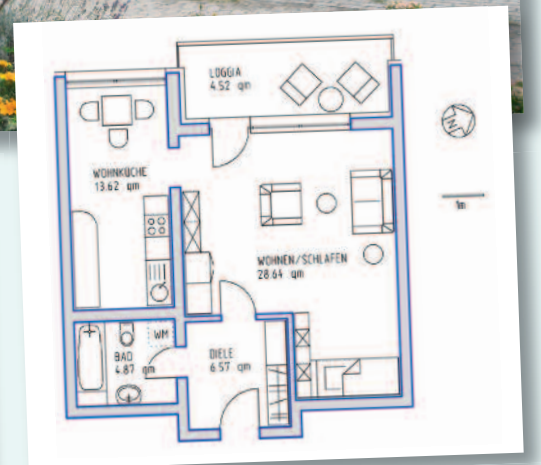 LOGGIA
4.52 qm
WOHNKÜCHE
13.62 qm
WOHNEN/SCHLAFEN
28.64 qm
WM
BAD
4.87 qm
DIELE
6.57 qm
N
1m